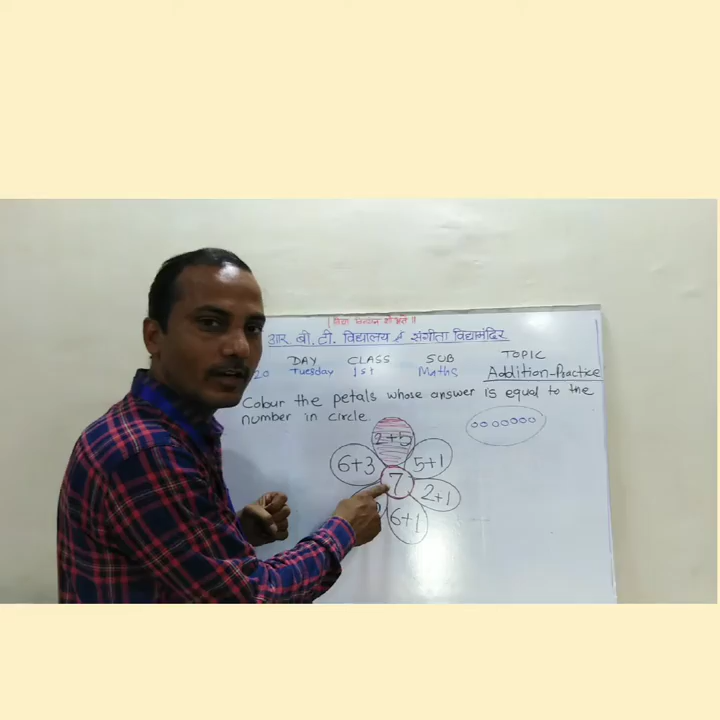 आर. बी. टी. विद्यालय & संगीता विद्यामंदिर
DAY CLASS SUB TOPIC
20 Tuesday 1st Maths Addition-Practice
Colour the petals whose answer is equal to the
number in circle.
2+5
6+3 5+1
7
2+1
6+1